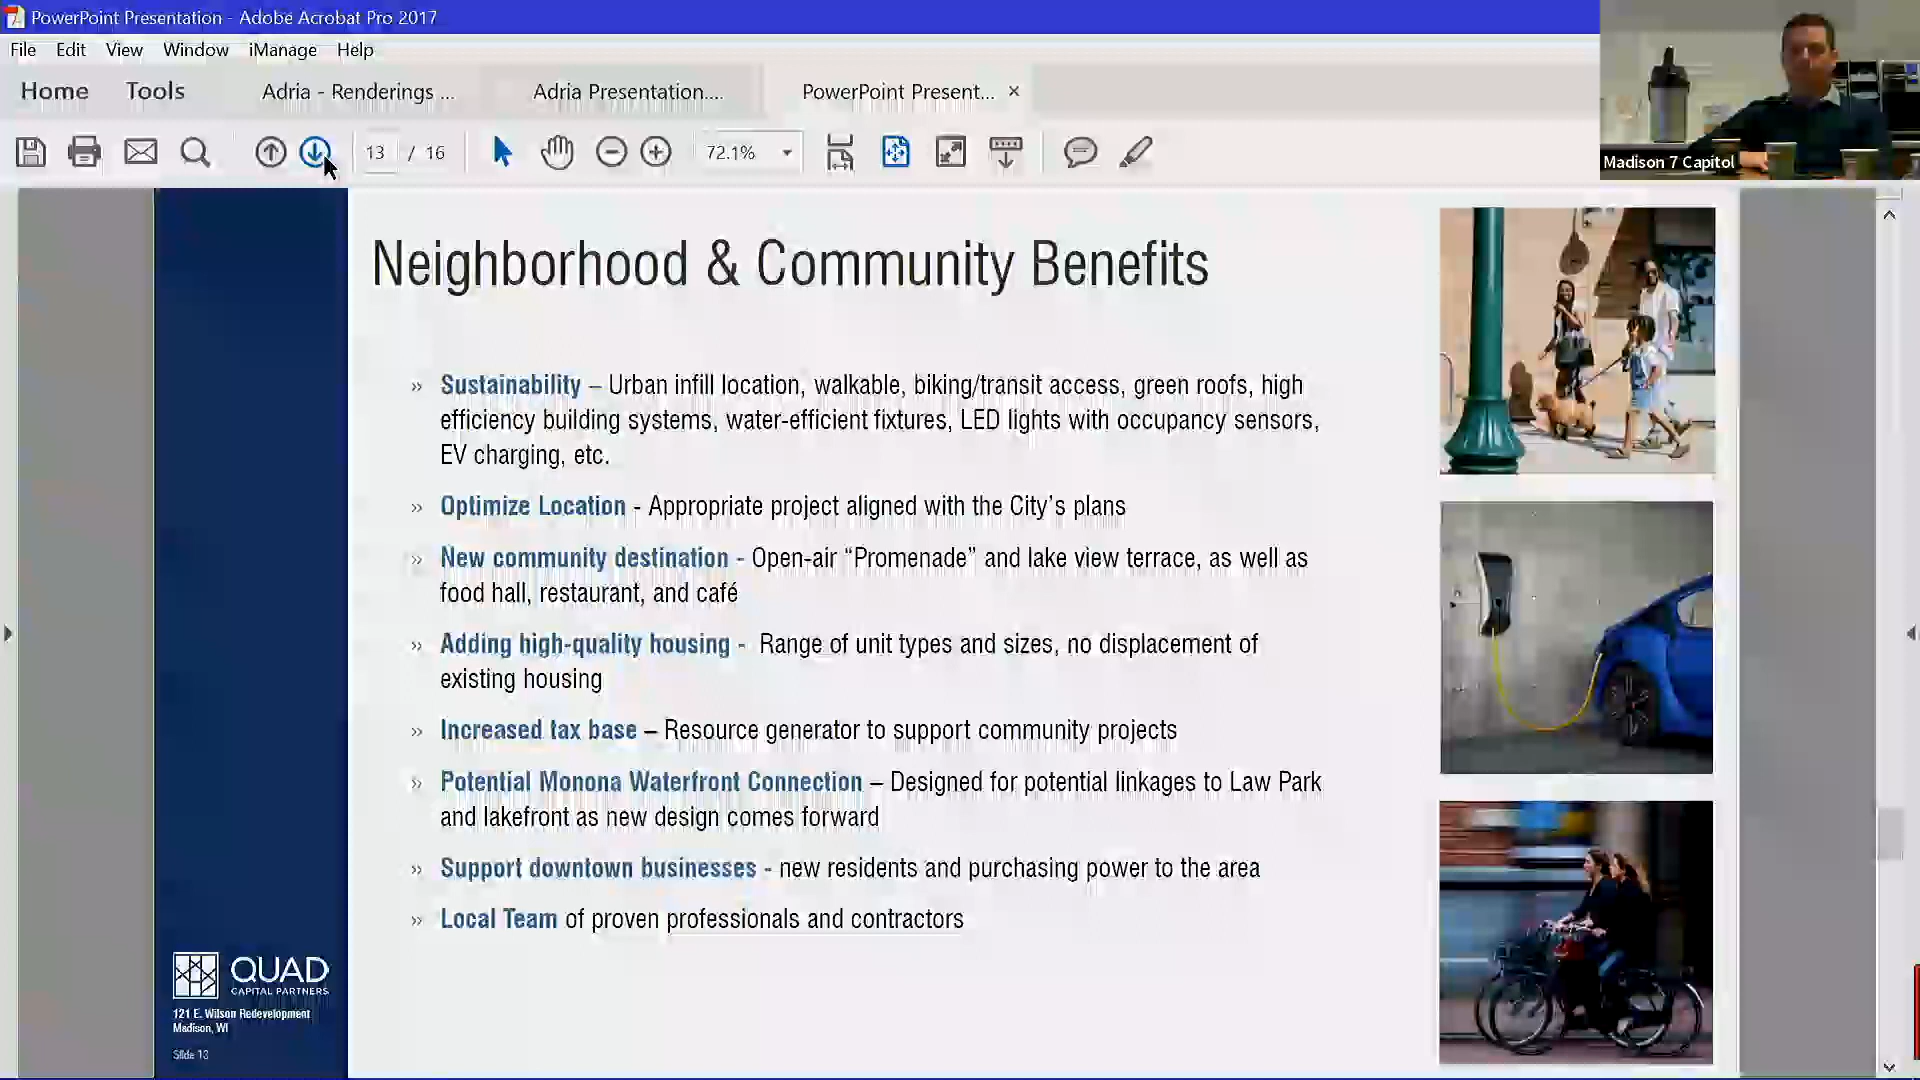 PowerPoint Presentation - Adobe Acrobat Pro 2017
File Edit View Window iManage Help
Home Tools Adria - Renderings ... Adria Presentation.... PowerPoint Present... ×
13 / 16 72.1%
Madison 7 Capitol
Neighborhood & Community Benefits
» Sustainability – Urban infill location, walkable, biking/transit access, green roofs, high
efficiency building systems, water-efficient fixtures, LED lights with occupancy sensors,
EV charging, etc.
» Optimize Location - Appropriate project aligned with the City's plans
» New community destination - Open-air “Promenade” and lake view terrace, as well as
food hall, restaurant, and café
» Adding high-quality housing - Range of unit types and sizes, no displacement of
existing housing
» Increased tax base – Resource generator to support community projects
» Potential Monona Waterfront Connection – Designed for potential linkages to Law Park
and lakefront as new design comes forward
» Support downtown businesses - new residents and purchasing power to the area
» Local Team of proven professionals and contractors
QUAD
CAPITAL PARTNERS
121 E. Wilson Redevelopment
Madison, WI
Slide 13